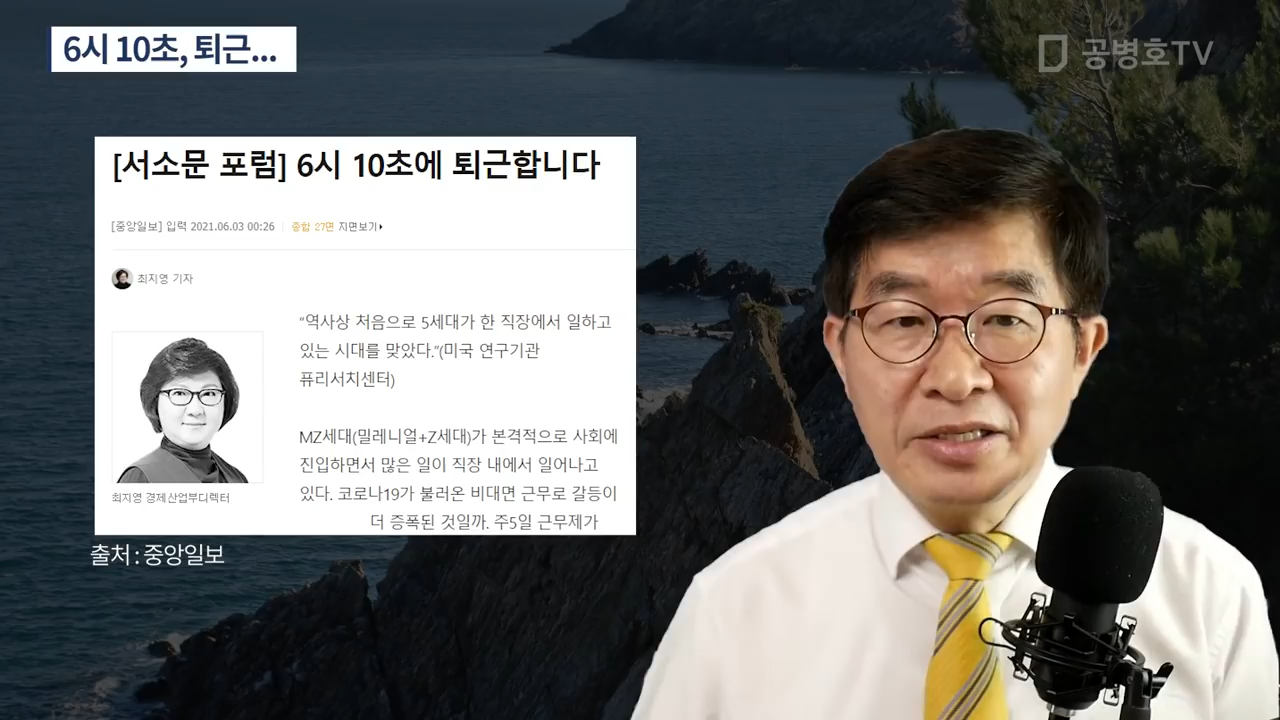 6시 10초, 퇴근...
공병호TV
[서소문 포럼] 6시 10초에 퇴근합니다
[중앙일보] 입력 2021.06.03 00:26 | 종합 27면 지면보기
최지영 기자
“역사상 처음으로 5세대가 한 직장에서 일하고
있는 시대를 맞았다.”(미국 연구기관
퓨리서치센터)
MZ세대(밀레니얼+Z세대)가 본격적으로 사회에
진입하면서 많은 일이 직장 내에서 일어나고
있다. 코로나19가 불러온 비대면 근무로 갈등이
더 증폭된 것일까. 주5일 근무제가
최지영 경제산업부디렉터
출처 : 중앙일보